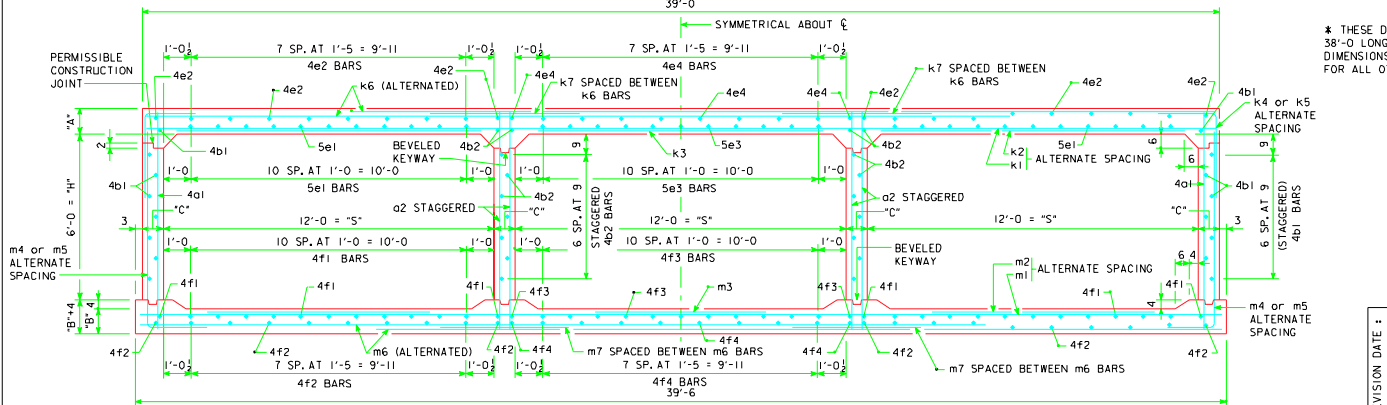 39'-0
SYMMETRICAL ABOUT ℄
* THESE D
38'-0 LONG
DIMENSIONS
FOR ALL O
PERMISSIBLE
CONSTRUCTION
JOINT
1'-0½
7 SP. AT 1'-5 = 9'-11
4e2 BARS
1'-0½
1'-0½
7 SP. AT 1'-5 = 9'-11
4e4 BARS
1'-0½
4e2
4e2
k6 (ALTERNATED)
4e2
4e4
k7 SPACED BETWEEN
k6 BARS
4e4
4e4
4e2
k7 SPACED BETWEEN
k6 BARS
4e2
4e2
4b1
k4 or k5
ALTERNATE
SPACING
"A"
2
4b1
5e1
4b2
BEVELED
KEYWAY
k3
5e3
4b2
k2
k1
ALTERNATE SPACING
5e1
6
6
9
9
4b1
4a1
1'-0
10 SP. AT 1'-0 = 10'-0
5e1 BARS
1'-0
1'-0
10 SP. AT 1'-0 = 10'-0
5e3 BARS
1'-0
4b2
4b2
a2 STAGGERED
a2 STAGGERED
4a1
4b1
6'-0 = "H"
"C"
3
12'-0 = "S"
"C"
6 SP. AT 9
STAGGERED
4b2 BARS
12'-0 = "S"
"C"
12'-0 = "S"
"C"
3
6 SP. AT 9
(STAGGERED)
4b1 BARS
m4 or m5
ALTERNATE
SPACING
1'-0
10 SP. AT 1'-0 = 10'-0
4f1 BARS
1'-0
1'-0
10 SP. AT 1'-0 = 10'-0
4f3 BARS
1'-0
BEVELED
KEYWAY
m2
m1
ALTERNATE SPACING
6 4
4
"B"+4
"B"
4
4f1
4f1
4f1
4f3
4f3
m3
4f3
4f1
4f1
4f1
m4 or m5
ALTERNATE
SPACING
4f2
4f2
m6 (ALTERNATED)
4f2
4f4
m7 SPACED BETWEEN m6 BARS
4f4
4f4
4f2
m7 SPACED BETWEEN m6 BARS
4f2
4f2
1'-0½
7 SP. AT 1'-5 = 9'-11
4f2 BARS
1'-0½
1'-0½
7 SP. AT 1'-5 = 9'-11
4f4 BARS
1'-0½
39'-6
VISION DATE :